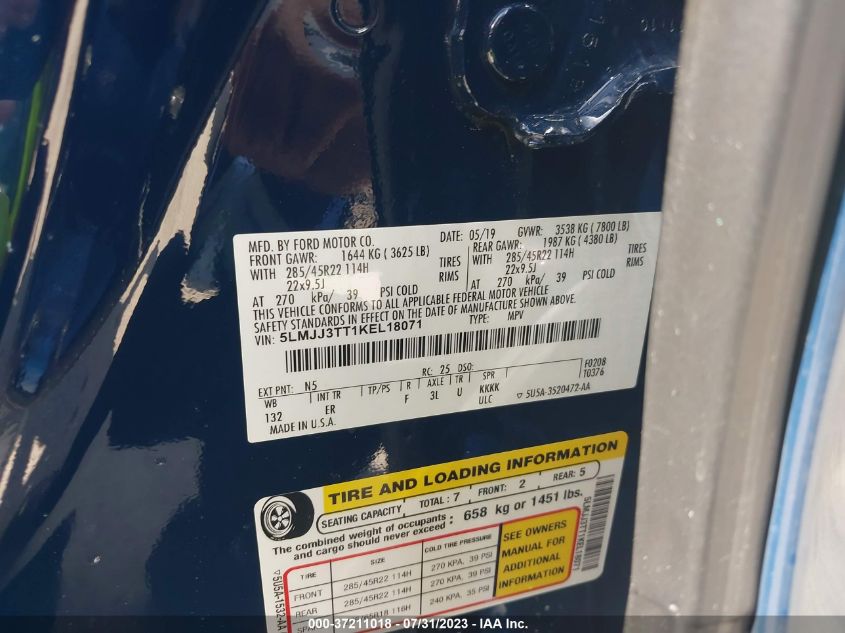 MFD. BY FORD MOTOR CO.
DATE: 05/19 GVWR: 3538 KG ( 7800 LB)
FRONT GAWR: 1644 KG ( 3625 LB)
REAR GAWR: 1987 KG ( 4380 LB)
WITH 285/45R22 114H TIRES
WITH 285/45R22 114H TIRES
22x9.5J RIMS
22x9.5J RIMS
AT 270 kPa/ 39 PSI COLD
AT 270 kPa/ 39 PSI COLD
THIS VEHICLE CONFORMS TO ALL APPLICABLE FEDERAL MOTOR VEHICLE
SAFETY STANDARDS IN EFFECT ON THE DATE OF MANUFACTURE SHOWN ABOVE.
VIN: 5LMJJ3TT1KEL18071 TYPE: MPV
F0208
T0376
EXT PNT: N5 RC: 25 DSO:
WB INT TR TP/PS R AXLE TR SPR
132 ER F 3L U KKKK
ULC
MADE IN U.S.A.
5U5A-3520472-AA
TIRE AND LOADING INFORMATION
SEATING CAPACITY TOTAL : 7 FRONT: 2 REAR: 5
The combined weight of occupants
and cargo should never exceed : 658 kg or 1451 lbs.
TIRE SIZE COLD TIRE PRESSURE
FRONT 285/45R22 114H 270 KPA, 39 PSI
REAR 285/45R22 114H 270 KPA, 39 PSI
240 KPA, 35 PSI
SEE OWNERS
MANUAL FOR
ADDITIONAL
INFORMATION
5LMJJ3TT1KEL18071
5U5A-1532-AA
000-37211018 - 07/31/2023 - IAA Inc.